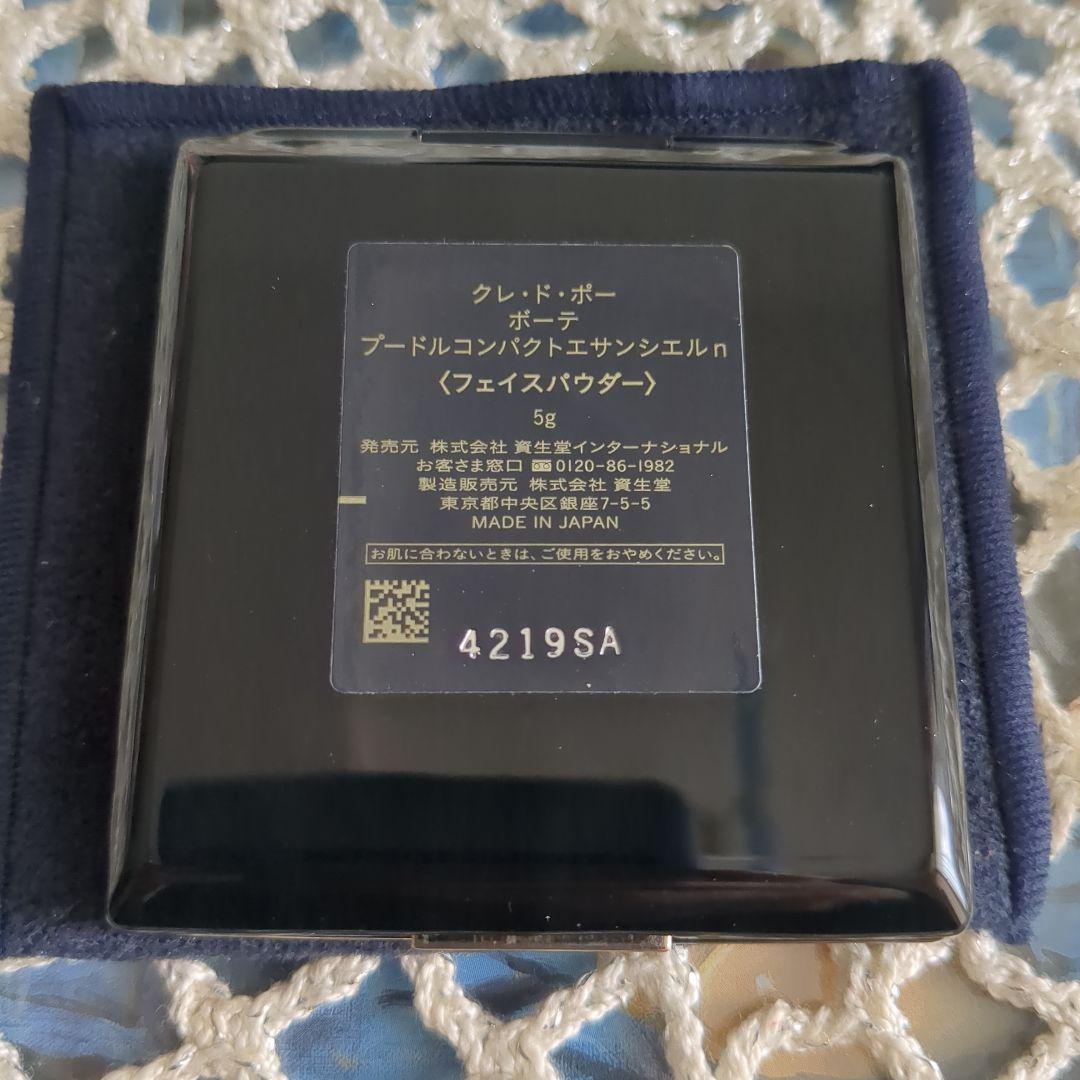 クレ・ド・ポー
ボーテ
プードルコンパクトエサンシエルn
〈フェイスパウダー〉
5g
発売元 株式会社 資生堂インターナショナル
お客さま窓口 0120-86-1982
製造販売元 株式会社 資生堂
東京都中央区銀座7-5-5
MADE IN JAPAN
お肌に合わないときは、ご使用をおやめください。
4219SA